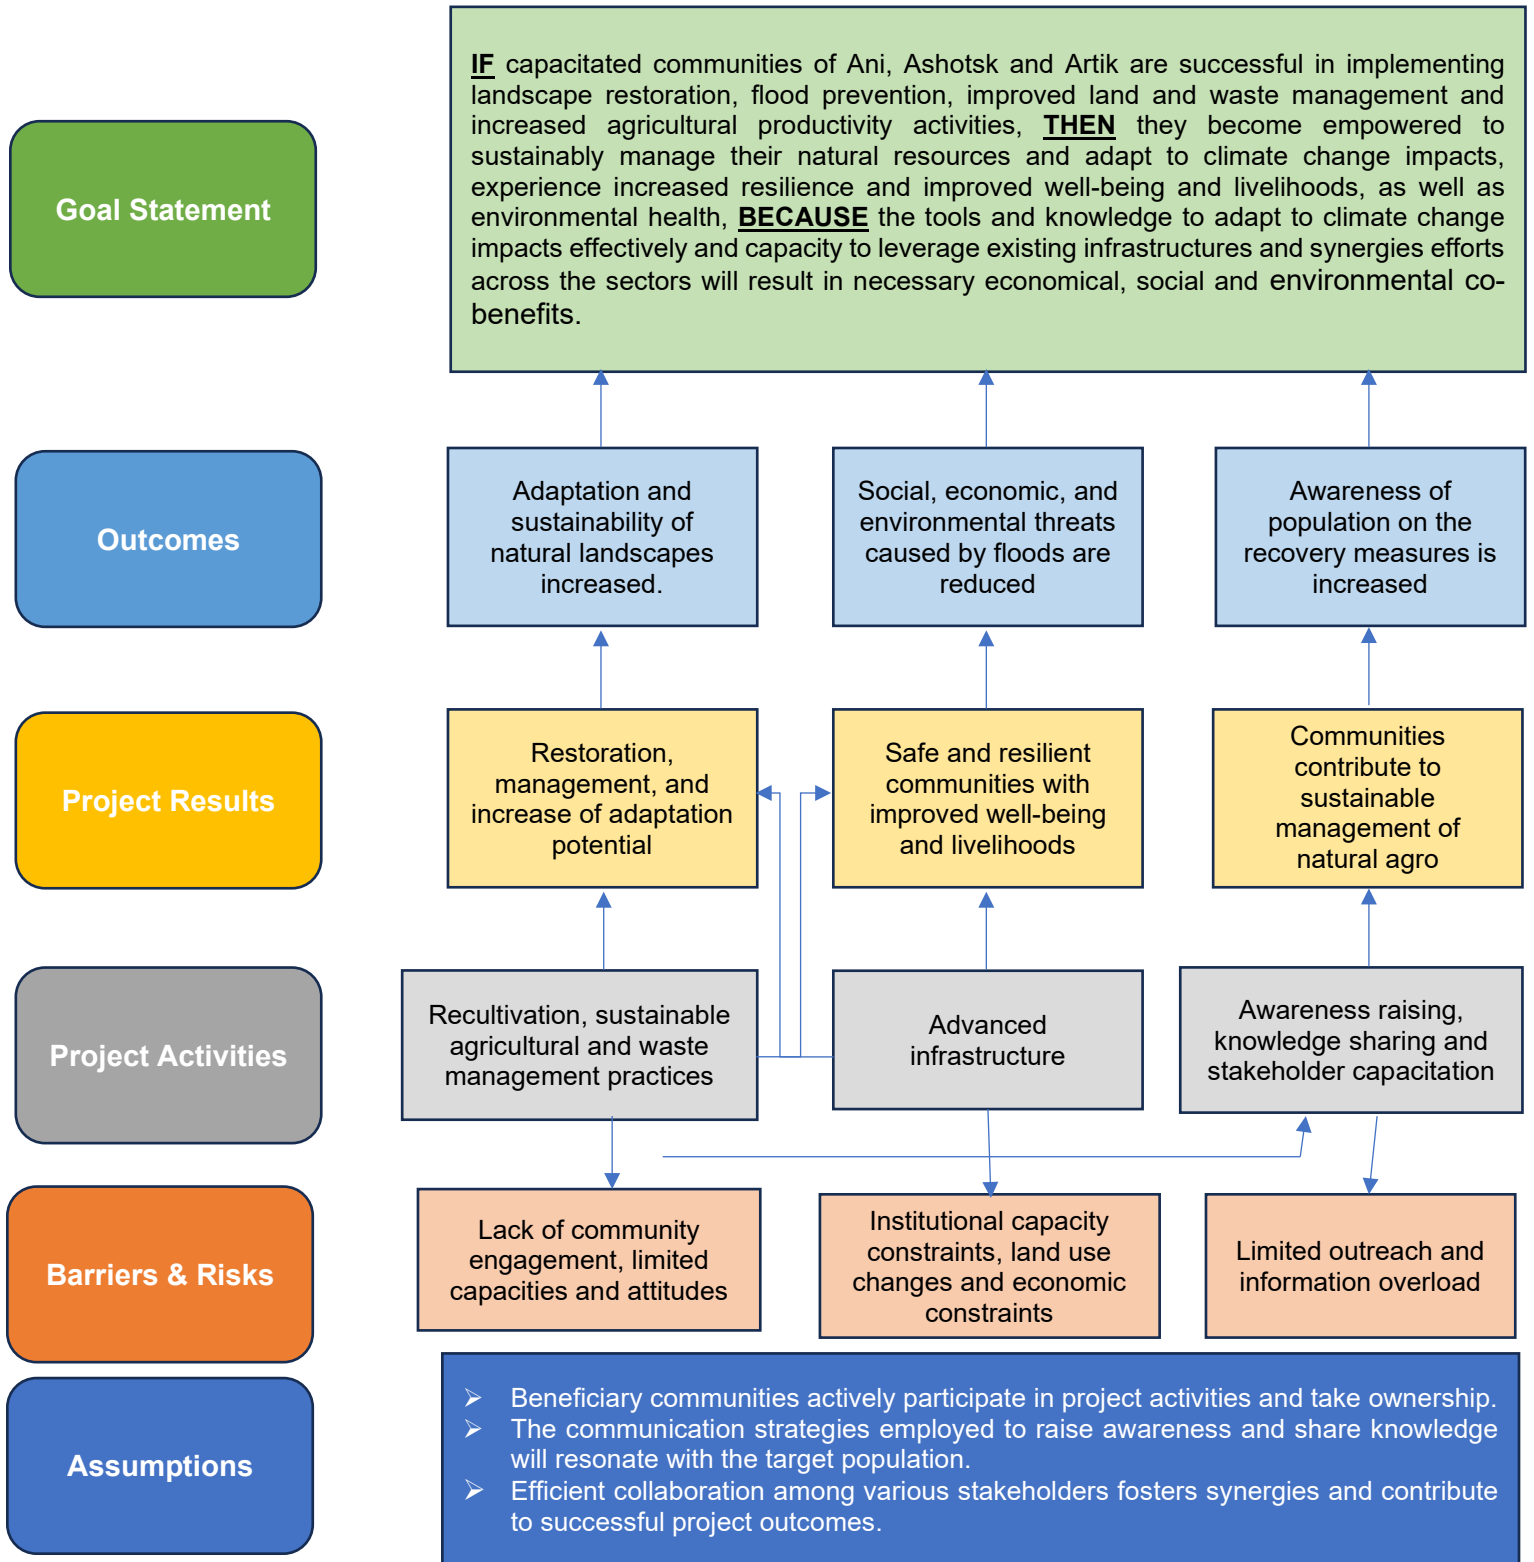 Goal Statement
IF capacitated communities of Ani, Ashotsk and Artik are successful in implementing
landscape restoration, flood prevention, improved land and waste management and
increased agricultural productivity activities, THEN they become empowered to
sustainably manage their natural resources and adapt to climate change impacts,
experience increased resilience and improved well-being and livelihoods, as well as
environmental health, BECAUSE the tools and knowledge to adapt to climate change
impacts effectively and capacity to leverage existing infrastructures and synergies efforts
across the sectors will result in necessary economical, social and environmental co-
benefits.
Outcomes
Adaptation and
sustainability of
natural landscapes
increased.
Social, economic, and
environmental threats
caused by floods are
reduced
Awareness of
population on the
recovery measures is
increased
Project Results
Restoration,
management, and
increase of adaptation
potential
Safe and resilient
communities with
improved well-being
and livelihoods
Communities
contribute to
sustainable
management of
natural agro
Project Activities
Recultivation, sustainable
agricultural and waste
management practices
Advanced
infrastructure
Awareness raising,
knowledge sharing and
stakeholder capacitation
Barriers & Risks
Lack of community
engagement, limited
capacities and attitudes
Institutional capacity
constraints, land use
changes and economic
constraints
Limited outreach and
information overload
Assumptions
➢ Beneficiary communities actively participate in project activities and take ownership.
➢ The communication strategies employed to raise awareness and share knowledge
will resonate with the target population.
➢ Efficient collaboration among various stakeholders fosters synergies and contribute
to successful project outcomes.